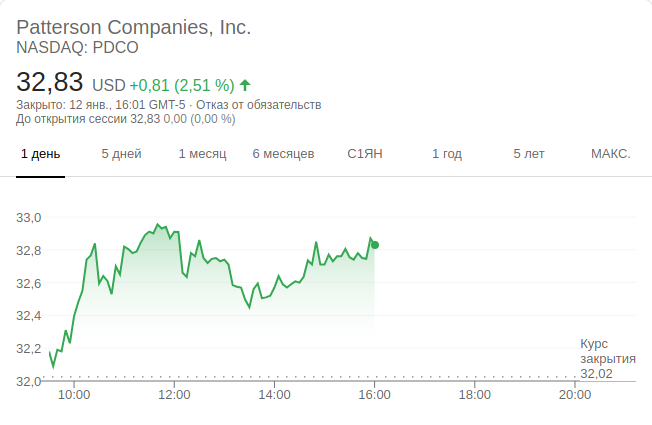 Patterson Companies, Inc.
NASDAQ: PDCO
32,83 USD +0,81 (2,51 %)
Закрыто: 12 янв., 16:01 GMT-5 · Отказ от обязательств
До открытия сессии 32,83 0,00 (0,00 %)
1 день 5 дней 1 месяц 6 месяцев С1ЯН 1 год 5 лет МАКС.
33,0
32,8
32,6
32,4
32,2
32,0
Курс
закрытия
32,02
10:00 12:00 14:00 16:00 18:00 20:00